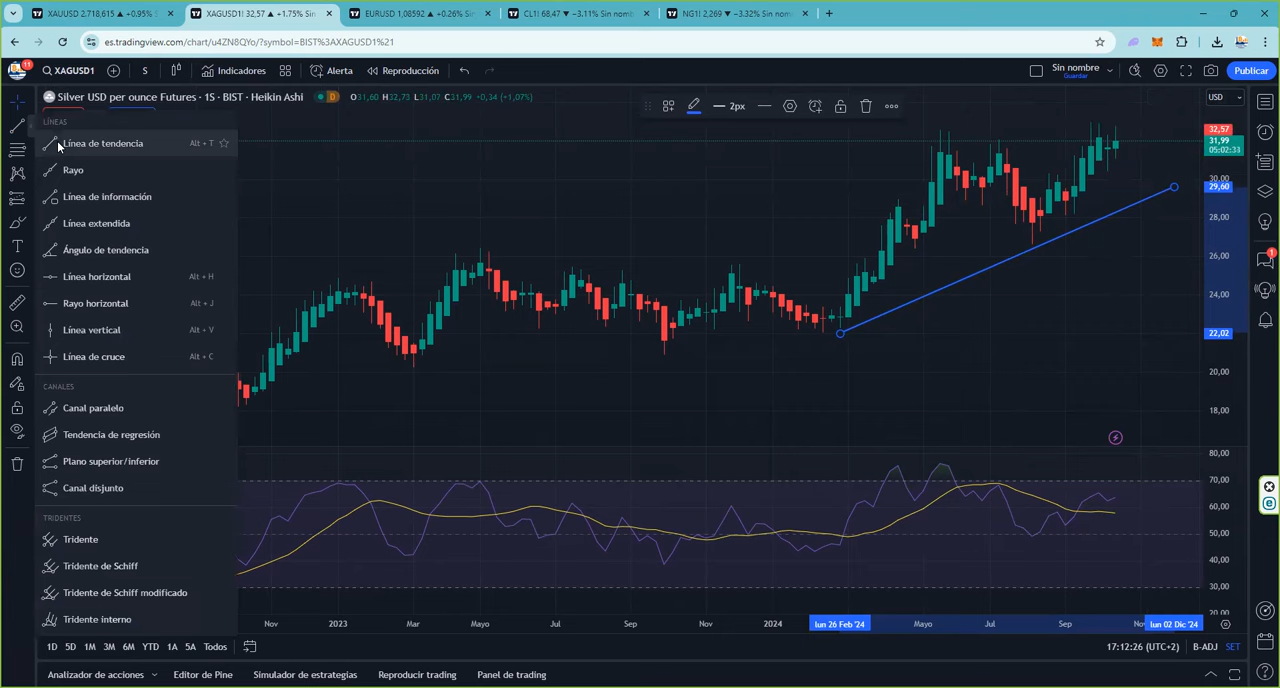 XAUUSD 2.718,615 ▲ +0.95% S
XAGUSD1! 32,57 ▲ +1.75% Sin
EURUSD 1,08592 ▲ +0.26% Sin
CL1! 68,47 ▼ −3.11% Sin nomb
NG1! 2,269 ▼ −3.32% Sin nomb
es.tradingview.com/chart/u4ZN8QYo/?symbol=BIST%3AXAGUSD1%21
11
XAGUSD1
S
Indicadores
Alerta
Reproducción
Sin nombre
Guardar
Publicar
Silver USD per ounce Futures · 1S · BIST · Heikin Ashi
D
O31,60 H32,73 L31,07 C31,99 −0,34 (+1,07%)
2px
USD
LÍNEAS
Línea de tendencia Alt + T
Rayo
Línea de información
Línea extendida
Ángulo de tendencia
Línea horizontal Alt + H
Rayo horizontal Alt + J
Línea vertical Alt + V
Línea de cruce Alt + C
CANALES
Canal paralelo
Tendencia de regresión
Plano superior/inferior
Canal disjunto
TRIDENTES
Tridente
Tridente de Schiff
Tridente de Schiff modificado
Tridente interno
32,57
31,99
05:02:33
30,00
29,60
28,00
26,00
24,00
22,02
20,00
18,00
80,00
70,00
60,00
50,00
40,00
30,00
20,00
1
Nov 2023 Mar Mayo Jul Sep Nov 2024 lun 26 Feb '24 Mayo Jul Sep No lun 02 Dic '24
1D 5D 1M 3M 6M YTD 1A 5A Todos
17:12:26 (UTC+2) B-ADJ SET
Analizador de acciones
Editor de Pine
Simulador de estrategias
Reproducir trading
Panel de trading